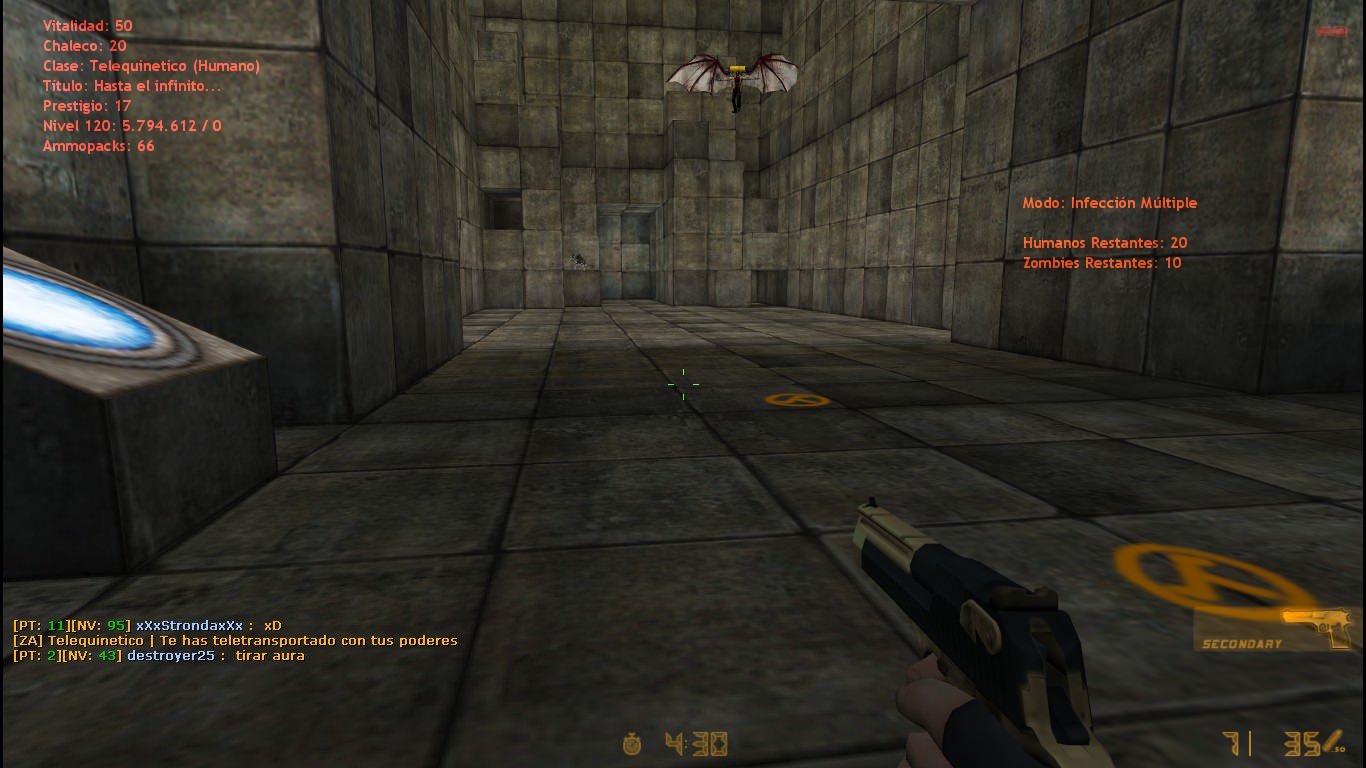 Vitalidad: 50
Chaleco: 20
Clase: Telequinetico (Humano)
Título: Hasta el infinito...
Prestigio: 17
Nivel 120: 5.794.612 / 0
Ammopacks: 66
Modo: Infección Múltiple
Humanos Restantes: 20
Zombies Restantes: 10
[PT: 11][NV: 95] xXxStrondaxXx : xD
[ZA] Telequinetico | Te has teletransportado con tus poderes
[PT: 2][NV: 43] destroyer25 : tirar aura
SECONDARY
4:30
7| 35 .50